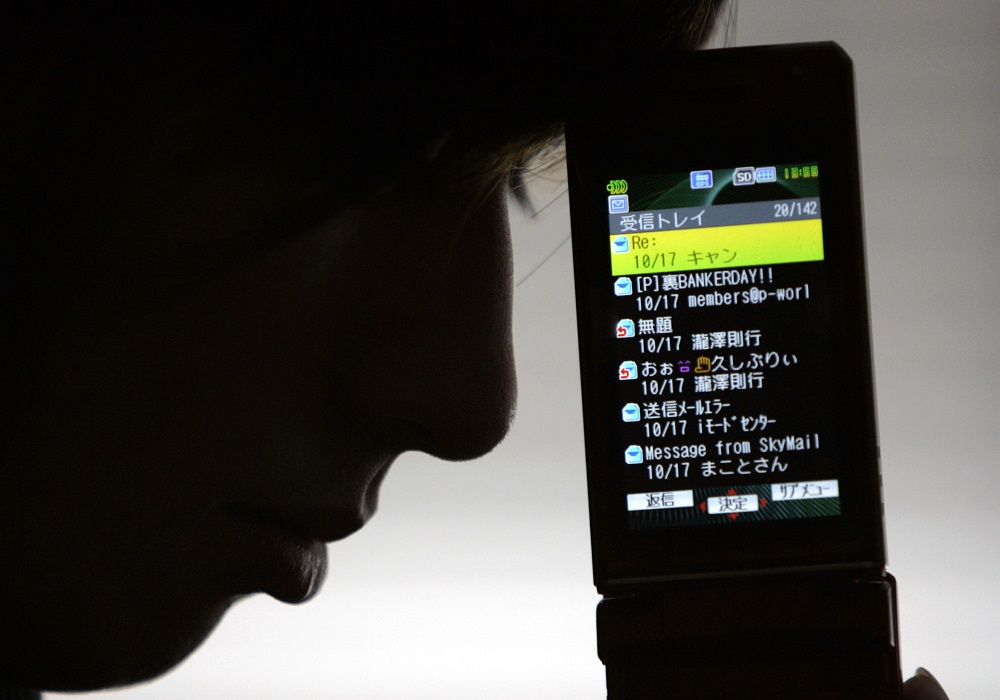 SD
受信トレイ 20/142
Re:
10/17 キャン
[P]裏BANKERDAY!!
10/17 members@p-worl
無題
10/17 瀧澤則行
おぉ久しぶりぃ
10/17 瀧澤則行
送信メールエラー
10/17 iモードセンター
Message from SkyMail
10/17 まことさん
返信 決定 サブメニュー